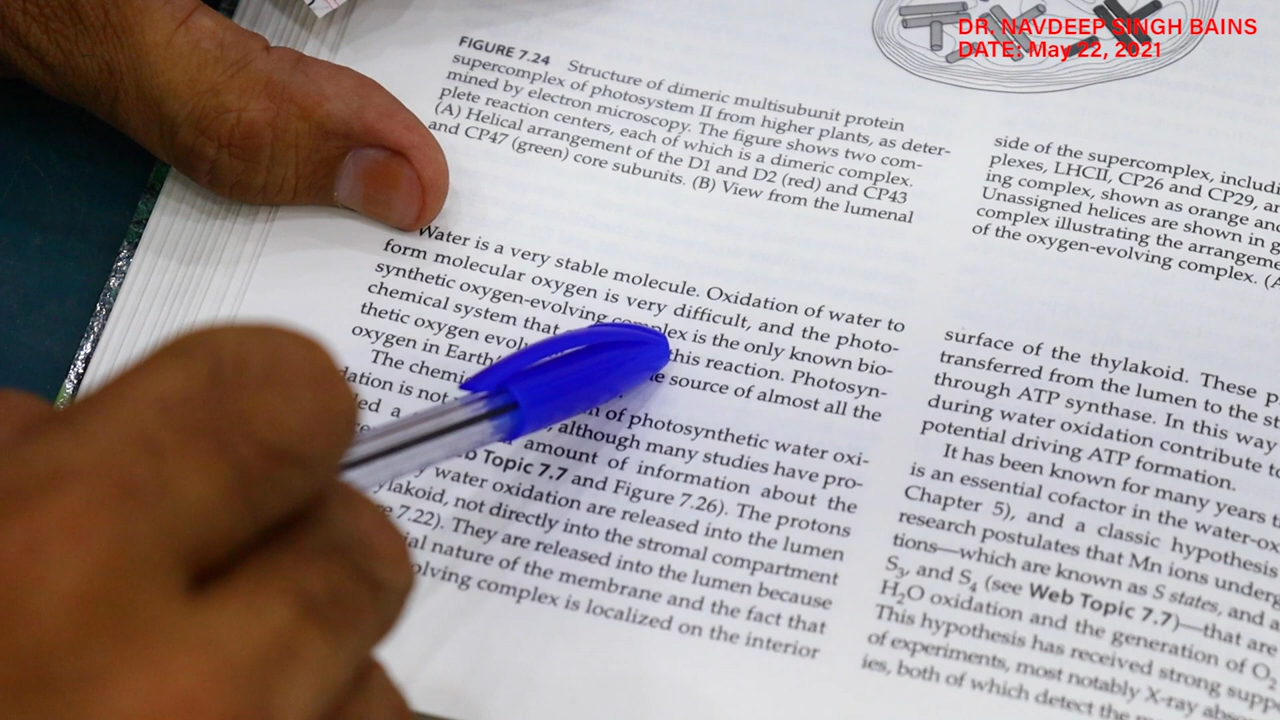 DR. NAVDEEP SINGH BAINS
DATE: May 22, 2021
FIGURE 7.24 Structure of dimeric multisubunit protein
supercomplex of photosystem II from higher plants, as deter-
mined by electron microscopy. The figure shows two com-
plete reaction centers, each of which is a dimeric complex.
(A) Helical arrangement of the D1 and D2 (red) and CP43
and CP47 (green) core subunits. (B) View from the lumenal
side of the supercomplex, includi
plexes, LHCII, CP26 and CP29, a
ing complex, shown as orange an
Unassigned helices are shown in g
complex illustrating the arrangeme
of the oxygen-evolving complex. (
Water is a very stable molecule. Oxidation of water to
form molecular oxygen is very difficult, and the photo-
synthetic oxygen-evolving complex is the only known bio-
chemical system that this reaction. Photosyn-
thetic oxygen evol source of almost all the
oxygen in Earth'
The chemi of photosynthetic water oxi-
dation is not , although many studies have pro-
ed a amount of information about the
Topic 7.7 and Figure 7.26). The protons
water oxidation are released into the lumen
ylakoid, not directly into the stromal compartment
7.22). They are released into the lumen because
ial nature of the membrane and the fact that
olving complex is localized on the interior
surface of the thylakoid. These p
transferred from the lumen to the st
through ATP synthase. In this way
during water oxidation contribute t
potential driving ATP formation.
It has been known for many years
is an essential cofactor in the water-ox
Chapter 5), and a classic hypothesis
research postulates that Mn ions underg
tions—which are known as S states, and a
S3, and S4 (see Web Topic 7.7)—that are
H2O oxidation and the generation of O2
This hypothesis has received strong supp
of experiments, most notably X-ray abs
ies, both of which detect the